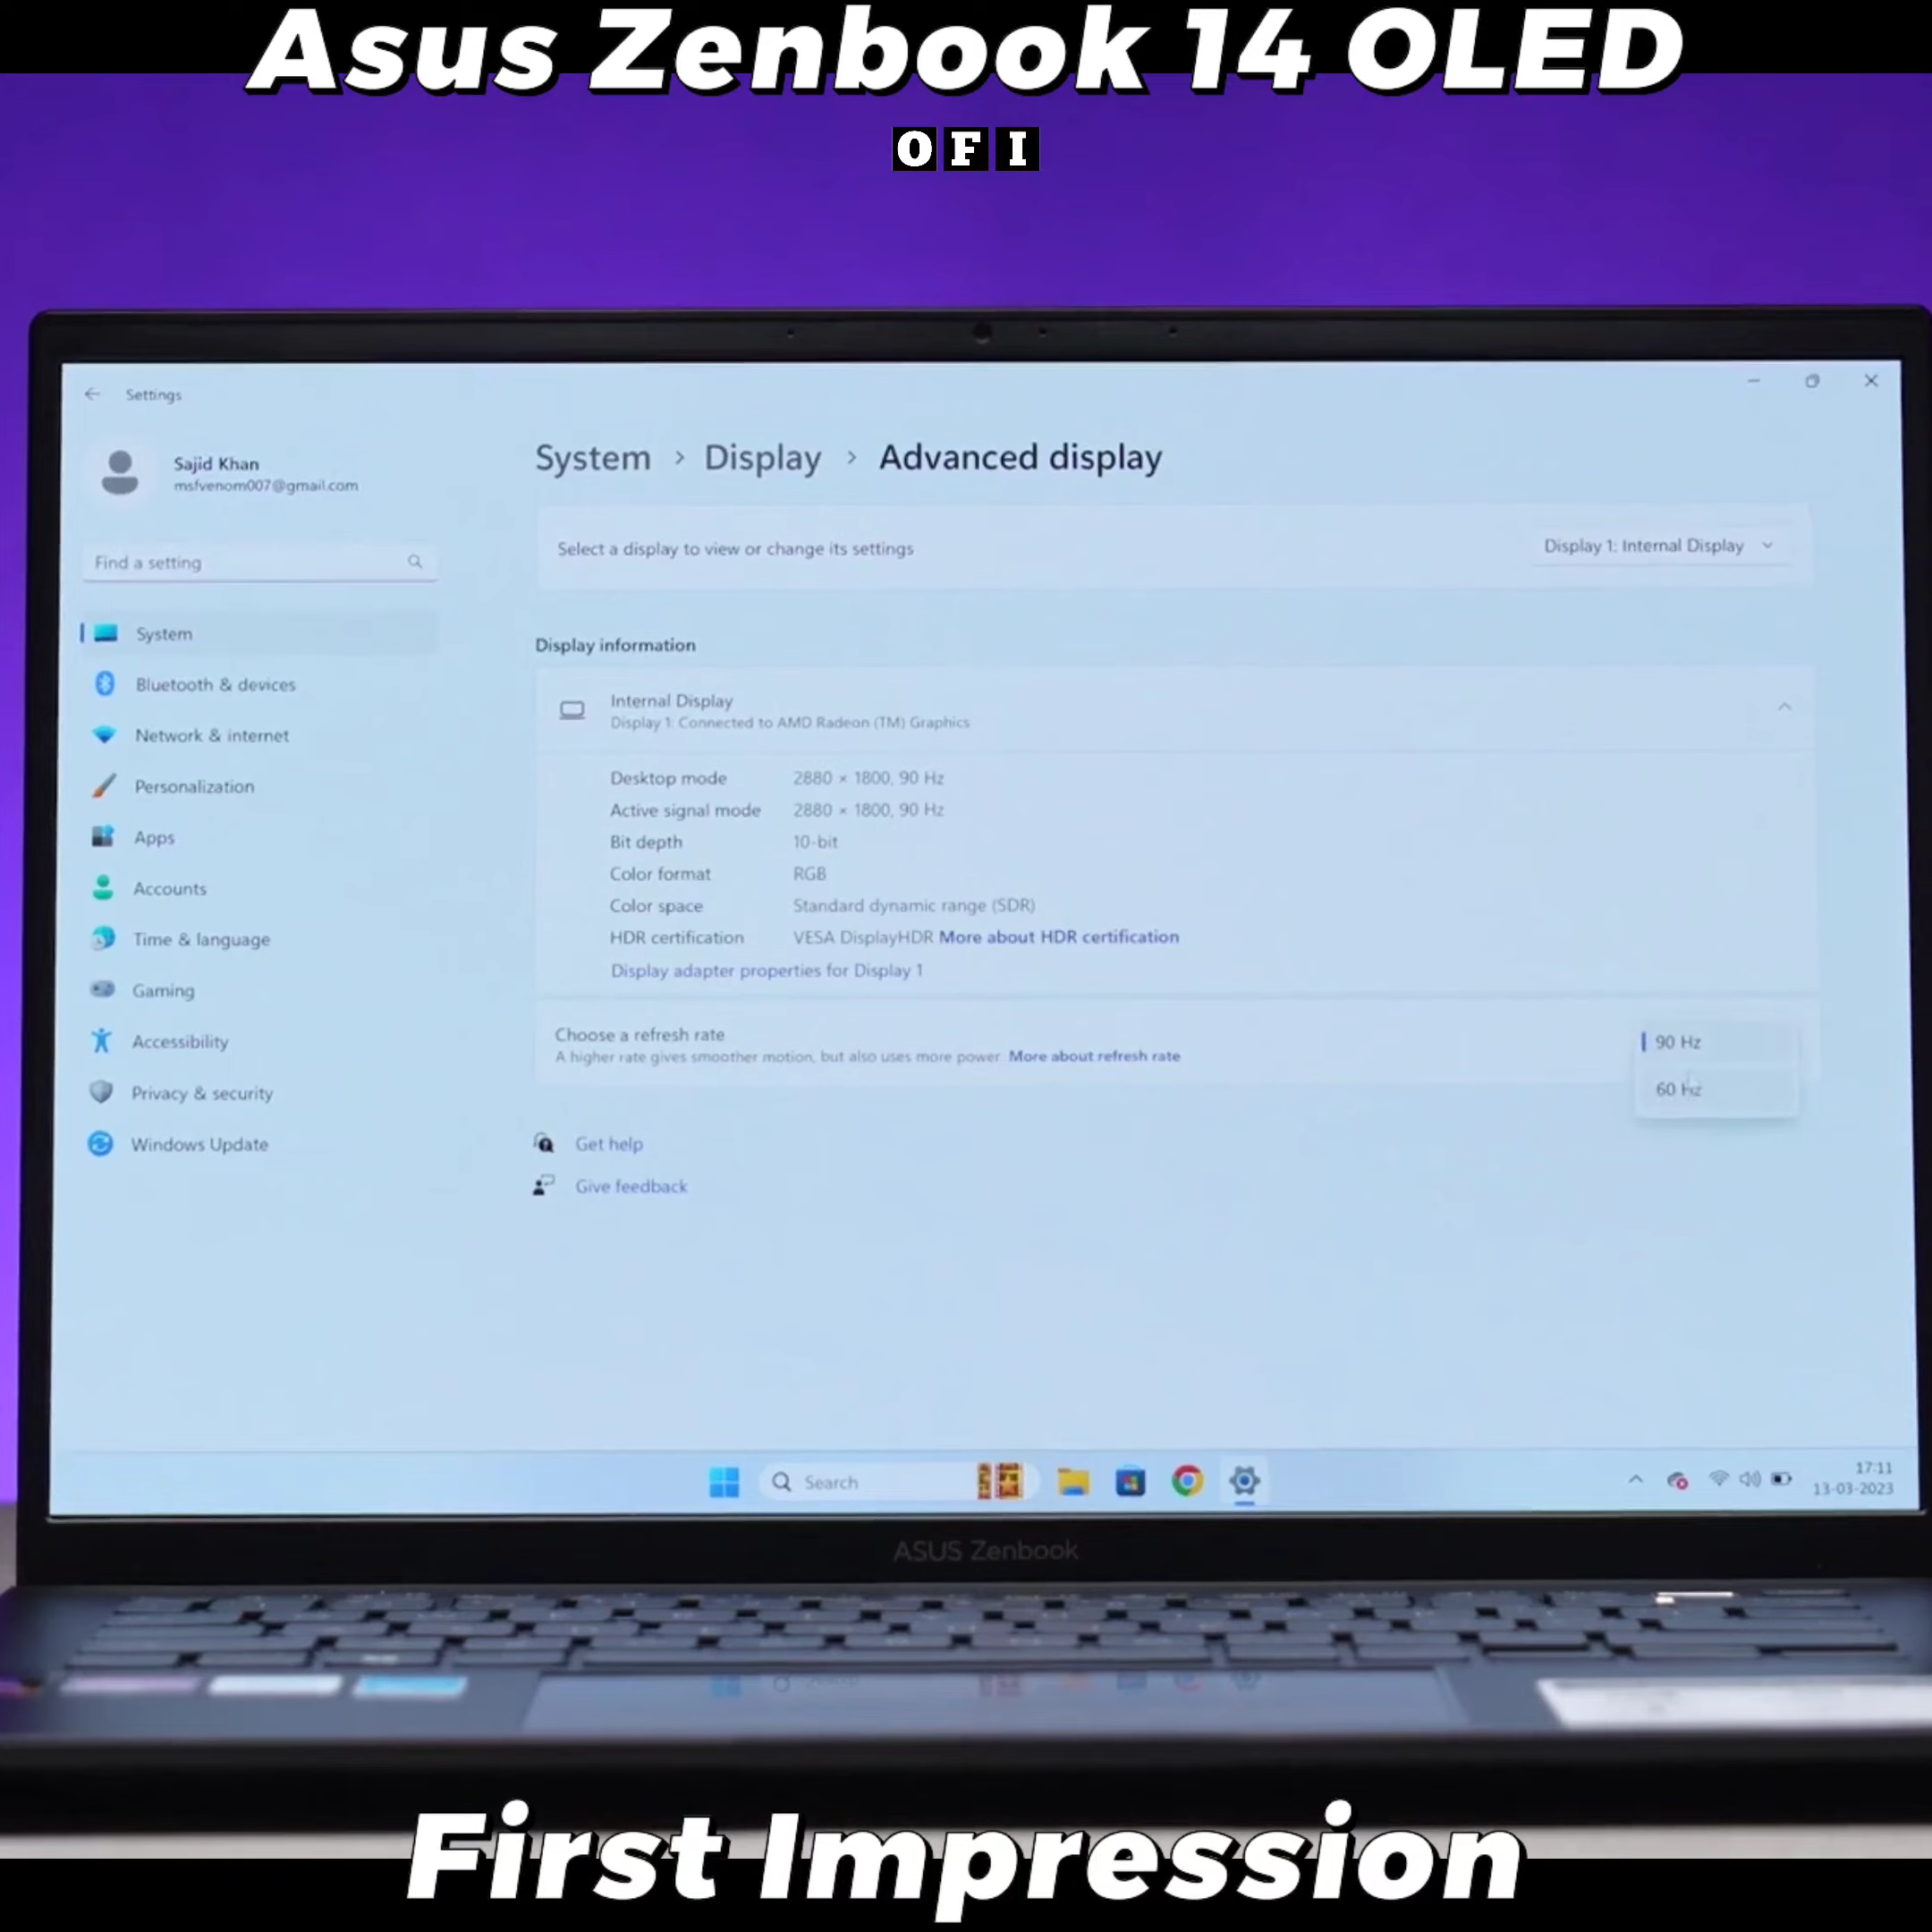 Asus Zenbook 14 OLED
OFI
Settings
Sajid Khan
msfvenom007@gmail.com
Find a setting
System
Bluetooth & devices
Network & internet
Personalization
Apps
Accounts
Time & language
Gaming
Accessibility
Privacy & security
Windows Update
System > Display > Advanced display
Select a display to view or change its settings
Display 1: Internal Display
Display information
Internal Display
Display 1: Connected to AMD Radeon (TM) Graphics
Desktop mode 2880 × 1800, 90 Hz
Active signal mode 2880 × 1800, 90 Hz
Bit depth 10-bit
Color format RGB
Color space Standard dynamic range (SDR)
HDR certification VESA DisplayHDR More about HDR certification
Display adapter properties for Display 1
Choose a refresh rate
A higher rate gives smoother motion, but also uses more power More about refresh rate
90 Hz
60 Hz
Get help
Give feedback
Search
17:11
13-03-2023
ASUS Zenbook
First Impression